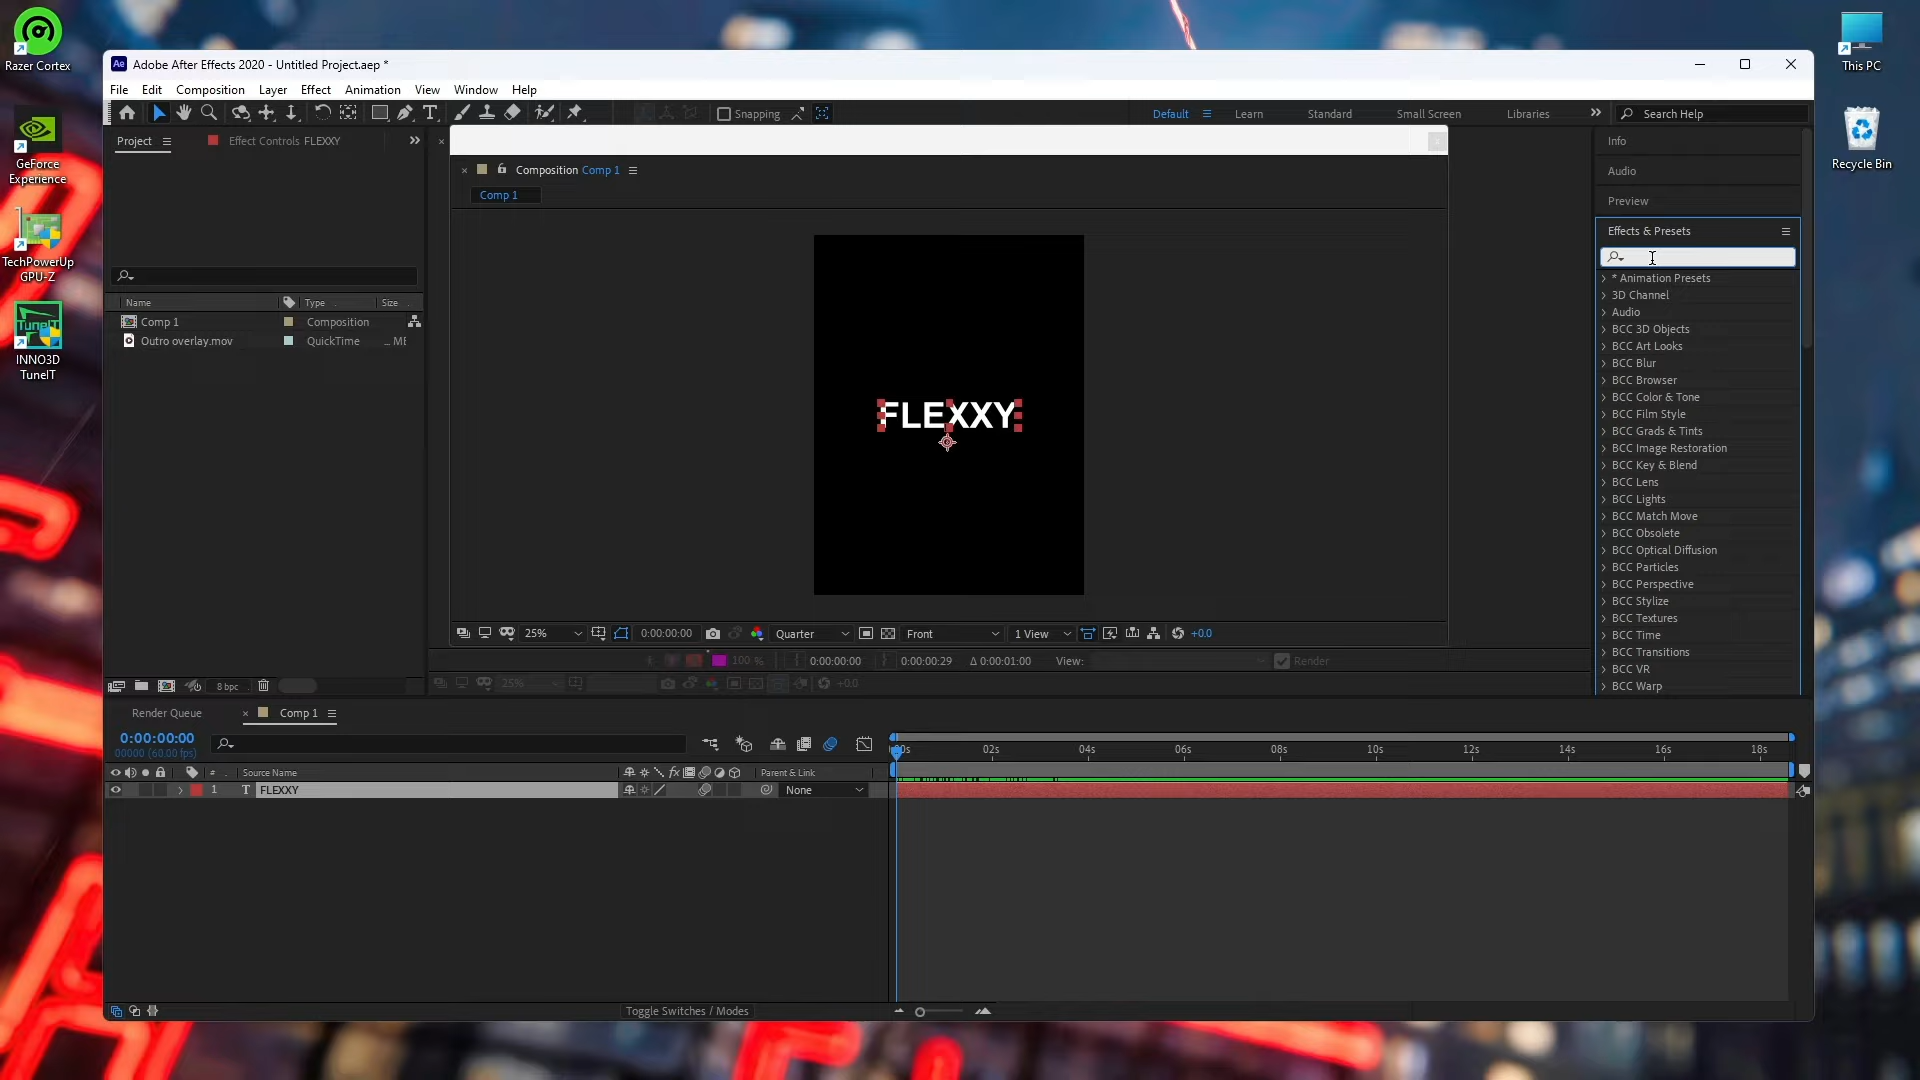 Razer Cortex
GeForce
Experience
TechPowerUp
GPU-Z
INNO3D
TuneIT
This PC
Recycle Bin
Adobe After Effects 2020 - Untitled Project.aep *
File Edit Composition Layer Effect Animation View Window Help
Snapping
Default Learn Standard Small Screen Libraries Search Help
Project Effect Controls FLEXXY
Composition Comp 1
Comp 1
Name Type Size
Comp 1 Composition
Outro overlay.mov QuickTime ... ME
8 bpc
FLEXXY
25% 0:00:00:00 Quarter Front 1 View +0.0
100 % 0:00:00:00 0:00:00:29 Δ 0:00:01:00 View: Render
25% +0.0
Info
Audio
Preview
Effects & Presets
* Animation Presets
3D Channel
Audio
BCC 3D Objects
BCC Art Looks
BCC Blur
BCC Browser
BCC Color & Tone
BCC Film Style
BCC Grads & Tints
BCC Image Restoration
BCC Key & Blend
BCC Lens
BCC Lights
BCC Match Move
BCC Obsolete
BCC Optical Diffusion
BCC Particles
BCC Perspective
BCC Stylize
BCC Textures
BCC Time
BCC Transitions
BCC VR
BCC Warp
Render Queue Comp 1
0:00:00:00
00000 (60.00 fps)
02s 04s 06s 08s 10s 12s 14s 16s 18s
# Source Name Parent & Link
1 T FLEXXY None
Toggle Switches / Modes